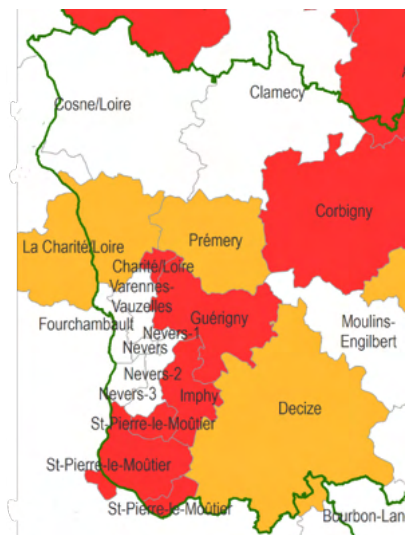 Clamecy
Cosne/Loire
Corbigny
La Charité/Loire
Prémery
Charité/Loire
Varennes-
Vauzelles
Fourchambault
Guérigny
Moulins-
Engilbert
Nevers-1
Nevers
Nevers-2
Nevers-3
Imphy
Decize
St-Pierre-le-Moûtier
St-Pierre-le-Moûtier
St-Pierre-le-Moûtier
Bourbon-Lan